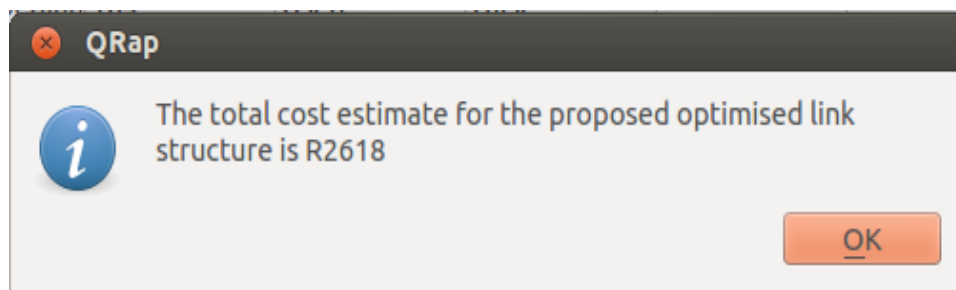 QRap
The total cost estimate for the proposed optimised link
structure is R2618
OK